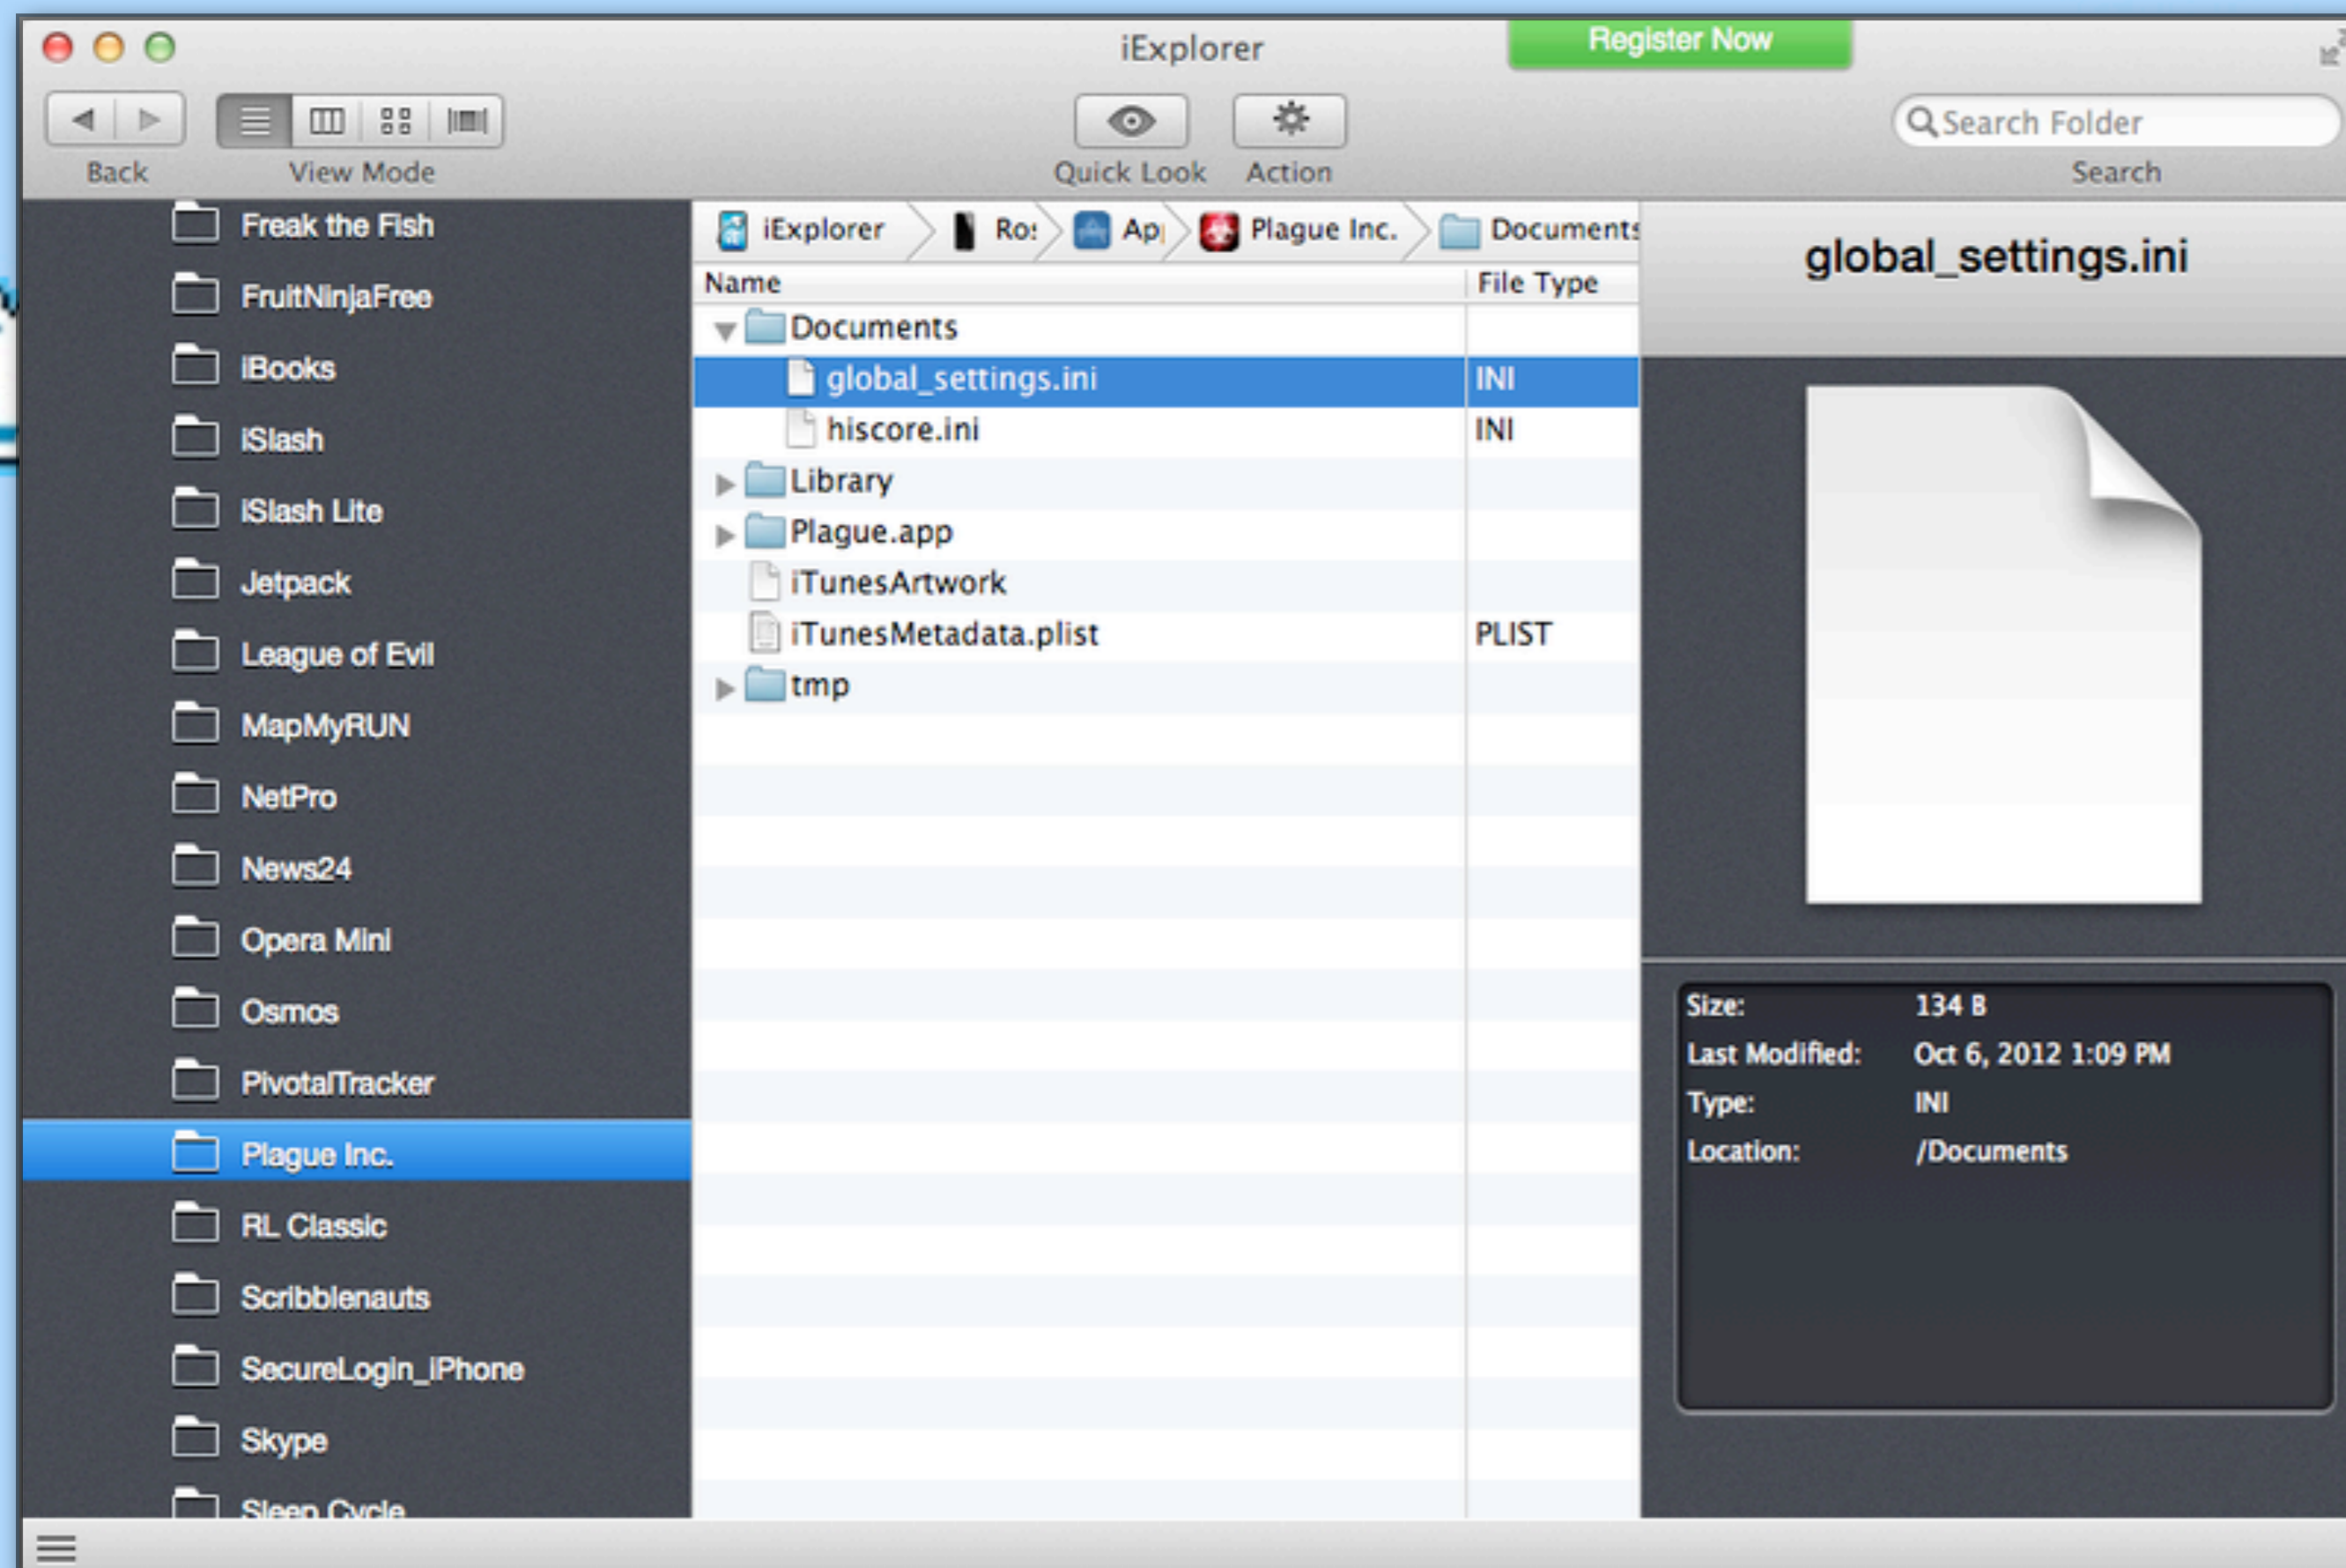 iExplorer
Register Now
Search Folder
Back
View Mode
Quick Look
Action
Search
Freak the Fish
FruitNinjaFree
iBooks
iSlash
iSlash Lite
Jetpack
League of Evil
MapMyRUN
NetPro
News24
Opera Mini
Osmos
PivotalTracker
Plague Inc.
RL Classic
Scribblenauts
SecureLogin_iPhone
Skype
Sleep Cycle
iExplorer Ros Ap Plague Inc. Documents
Name File Type
Documents
global_settings.ini INI
hiscore.ini INI
Library
Plague.app
iTunesArtwork
iTunesMetadata.plist PLIST
tmp
global_settings.ini
Size: 134 B
Last Modified: Oct 6, 2012 1:09 PM
Type: INI
Location: /Documents